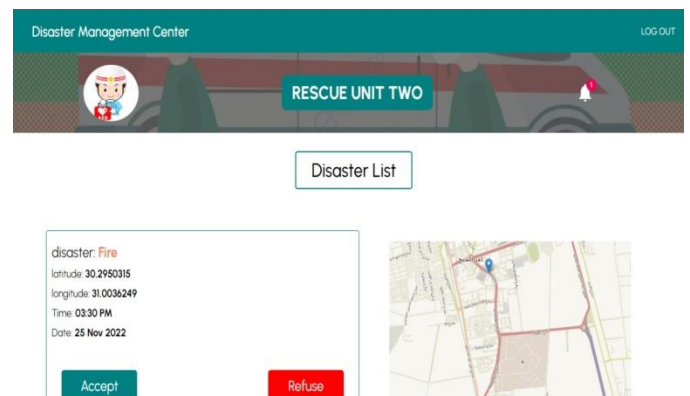 Disaster Management Center
LOG OUT
RESCUE UNIT TWO
1
Disaster List
disaster: Fire
latitude: 30.2950315
longitude: 31.0036249
Time: 03:30 PM
Date: 25 Nov 2022
Accept
Refuse